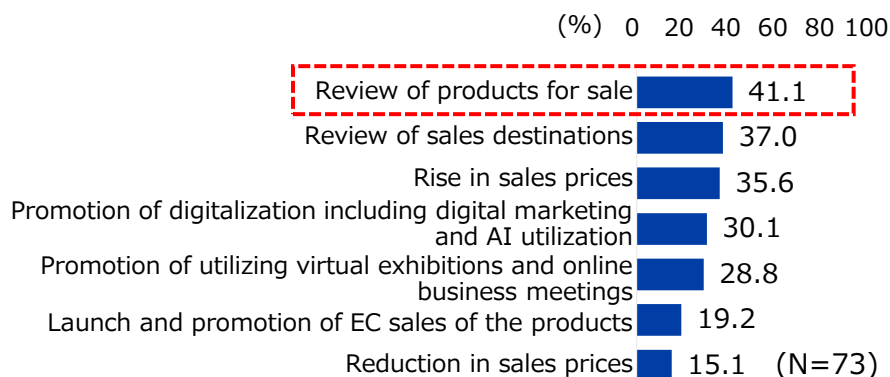 (%) 0 20 40 60 80 100
Review of products for sale 41.1
Review of sales destinations 37.0
Rise in sales prices 35.6
Promotion of digitalization including digital marketing
and AI utilization 30.1
Promotion of utilizing virtual exhibitions and online
business meetings 28.8
Launch and promotion of EC sales of the products 19.2
Reduction in sales prices 15.1 (N=73)